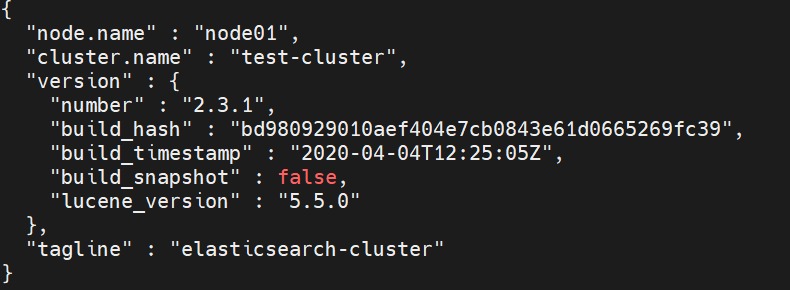 {
  "node.name" : "node01",
  "cluster.name" : "test-cluster",
  "version" : {
    "number" : "2.3.1",
    "build_hash" : "bd980929010aef404e7cb0843e61d0665269fc39",
    "build_timestamp" : "2020-04-04T12:25:05Z",
    "build_snapshot" : false,
    "lucene_version" : "5.5.0"
  },
  "tagline" : "elasticsearch-cluster"
}